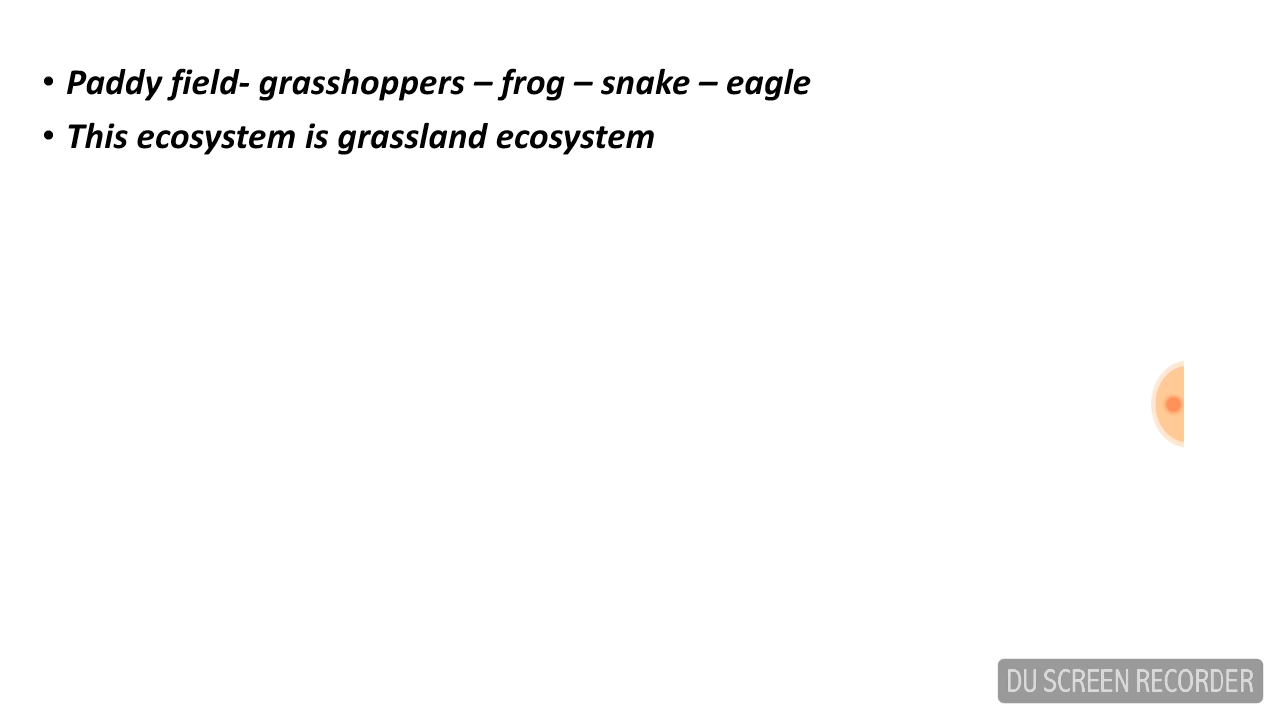 • Paddy field- grasshoppers – frog – snake – eagle
• This ecosystem is grassland ecosystem
DU SCREEN RECORDER